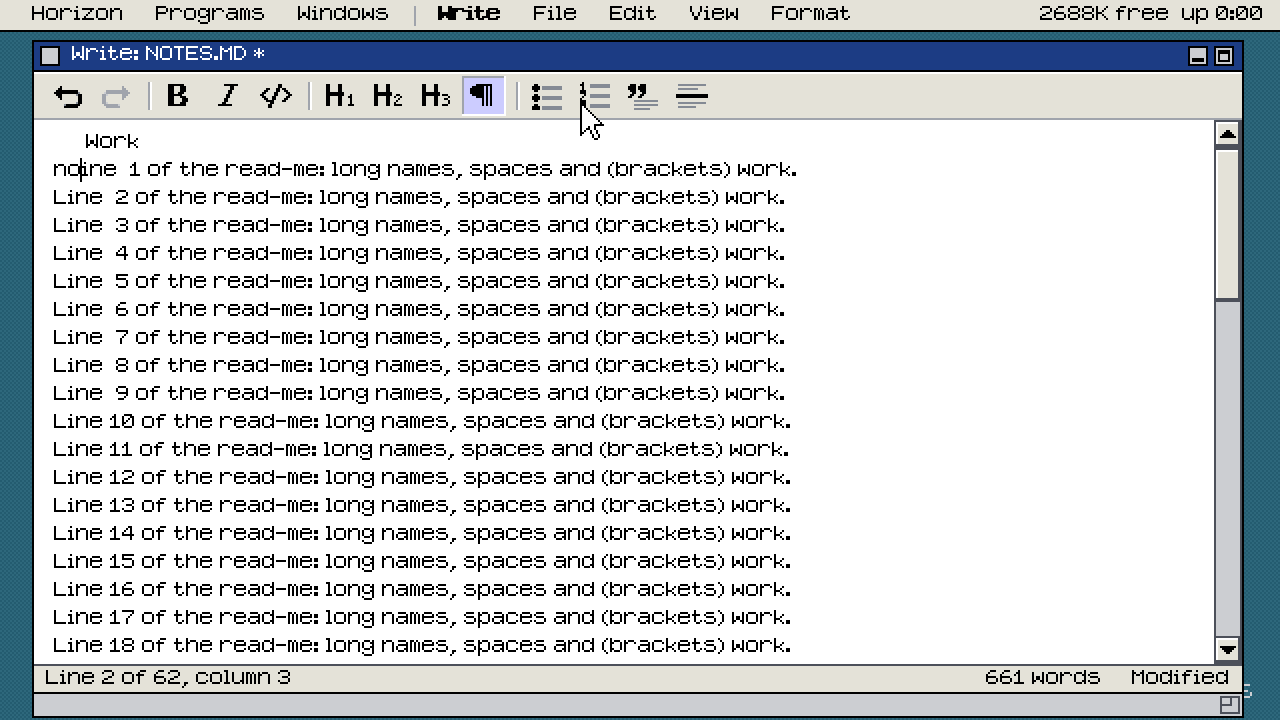 Horizon Programs Windows Write File Edit View Format 2688K free up 0:00
Write: NOTES.MD *
B I </> H1 H2 H3 ¶
Work
noine 1 of the read-me: long names, spaces and (brackets) work.
Line 2 of the read-me: long names, spaces and (brackets) work.
Line 3 of the read-me: long names, spaces and (brackets) work.
Line 4 of the read-me: long names, spaces and (brackets) work.
Line 5 of the read-me: long names, spaces and (brackets) work.
Line 6 of the read-me: long names, spaces and (brackets) work.
Line 7 of the read-me: long names, spaces and (brackets) work.
Line 8 of the read-me: long names, spaces and (brackets) work.
Line 9 of the read-me: long names, spaces and (brackets) work.
Line 10 of the read-me: long names, spaces and (brackets) work.
Line 11 of the read-me: long names, spaces and (brackets) work.
Line 12 of the read-me: long names, spaces and (brackets) work.
Line 13 of the read-me: long names, spaces and (brackets) work.
Line 14 of the read-me: long names, spaces and (brackets) work.
Line 15 of the read-me: long names, spaces and (brackets) work.
Line 16 of the read-me: long names, spaces and (brackets) work.
Line 17 of the read-me: long names, spaces and (brackets) work.
Line 18 of the read-me: long names, spaces and (brackets) work.
Line 2 of 62, column 3 661 words Modified